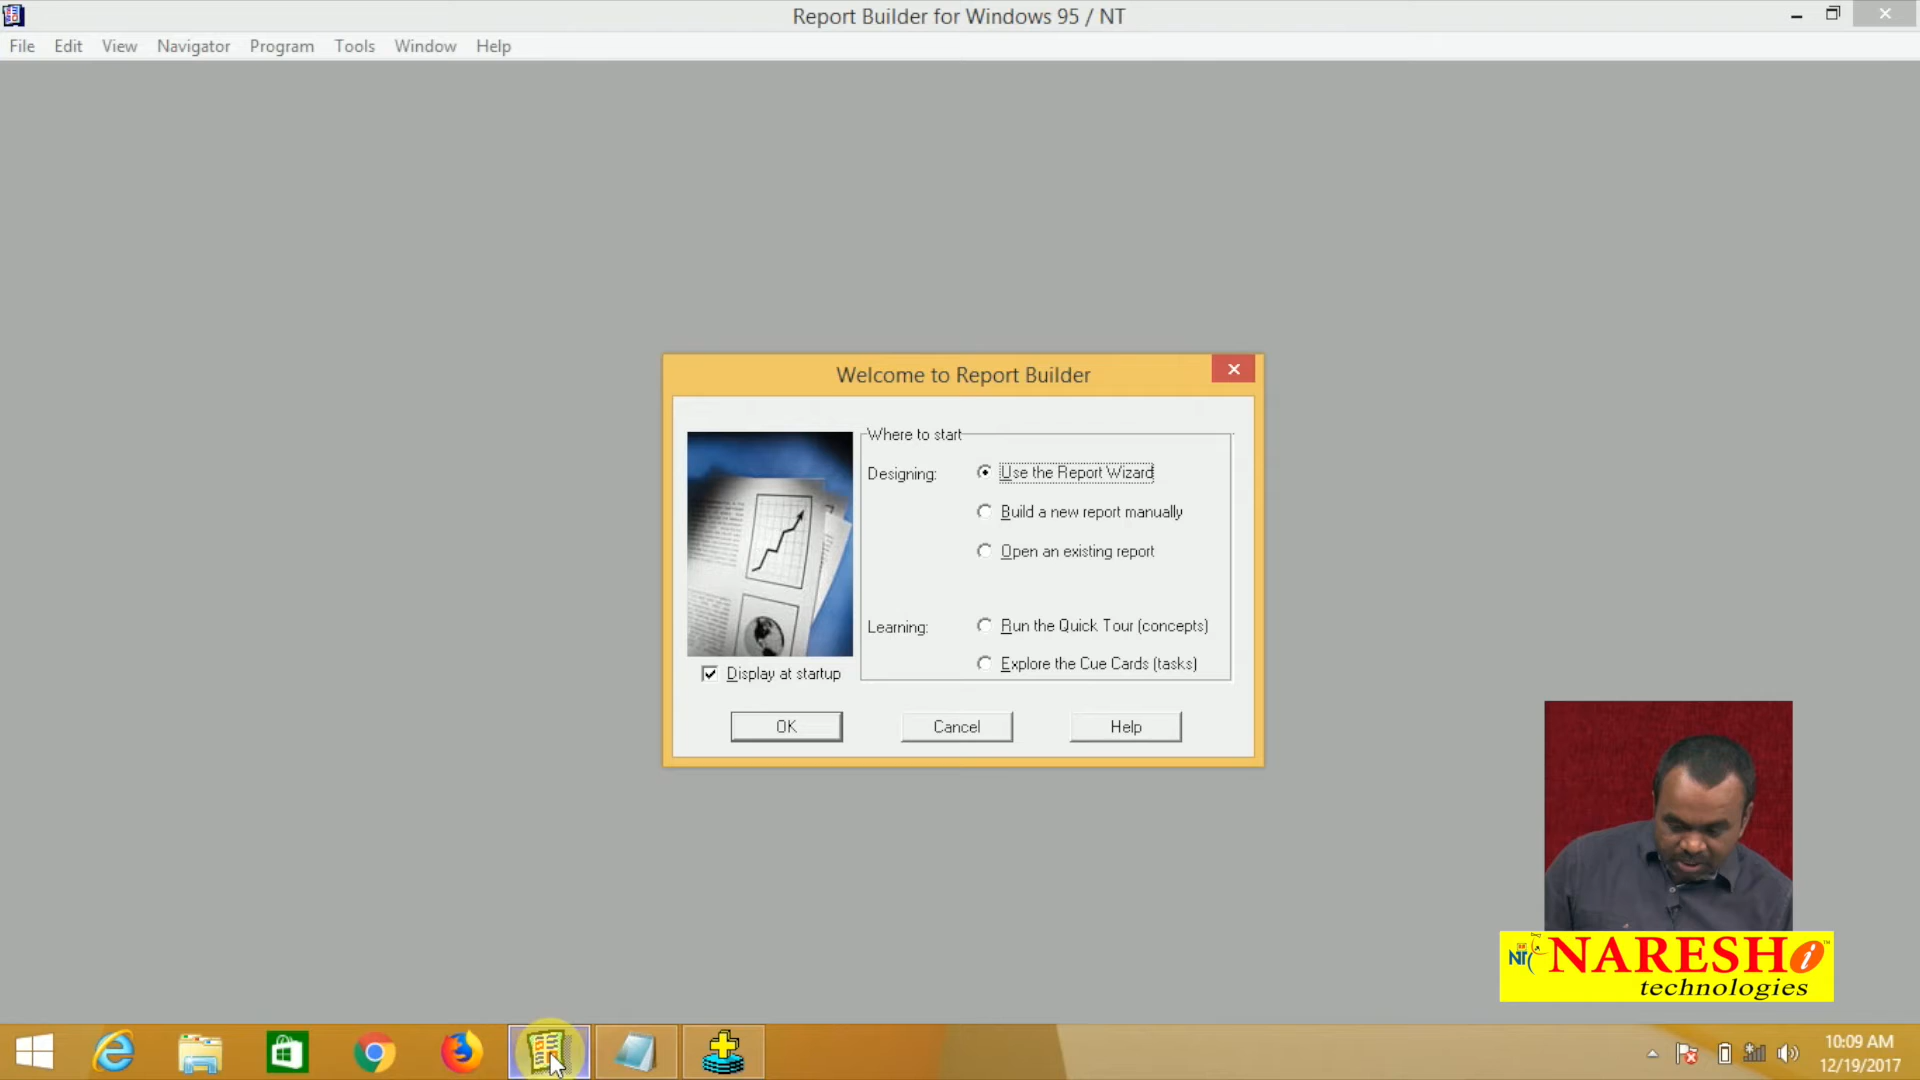 Report Builder for Windows 95 / NT
File Edit View Navigator Program Tools Window Help
Welcome to Report Builder
Where to start
Designing:
Use the Report Wizard
Build a new report manually
Open an existing report
Learning:
Run the Quick Tour (concepts)
Explore the Cue Cards (tasks)
Display at startup
OK Cancel Help
NARESH i
technologies
10:09 AM
12/19/2017